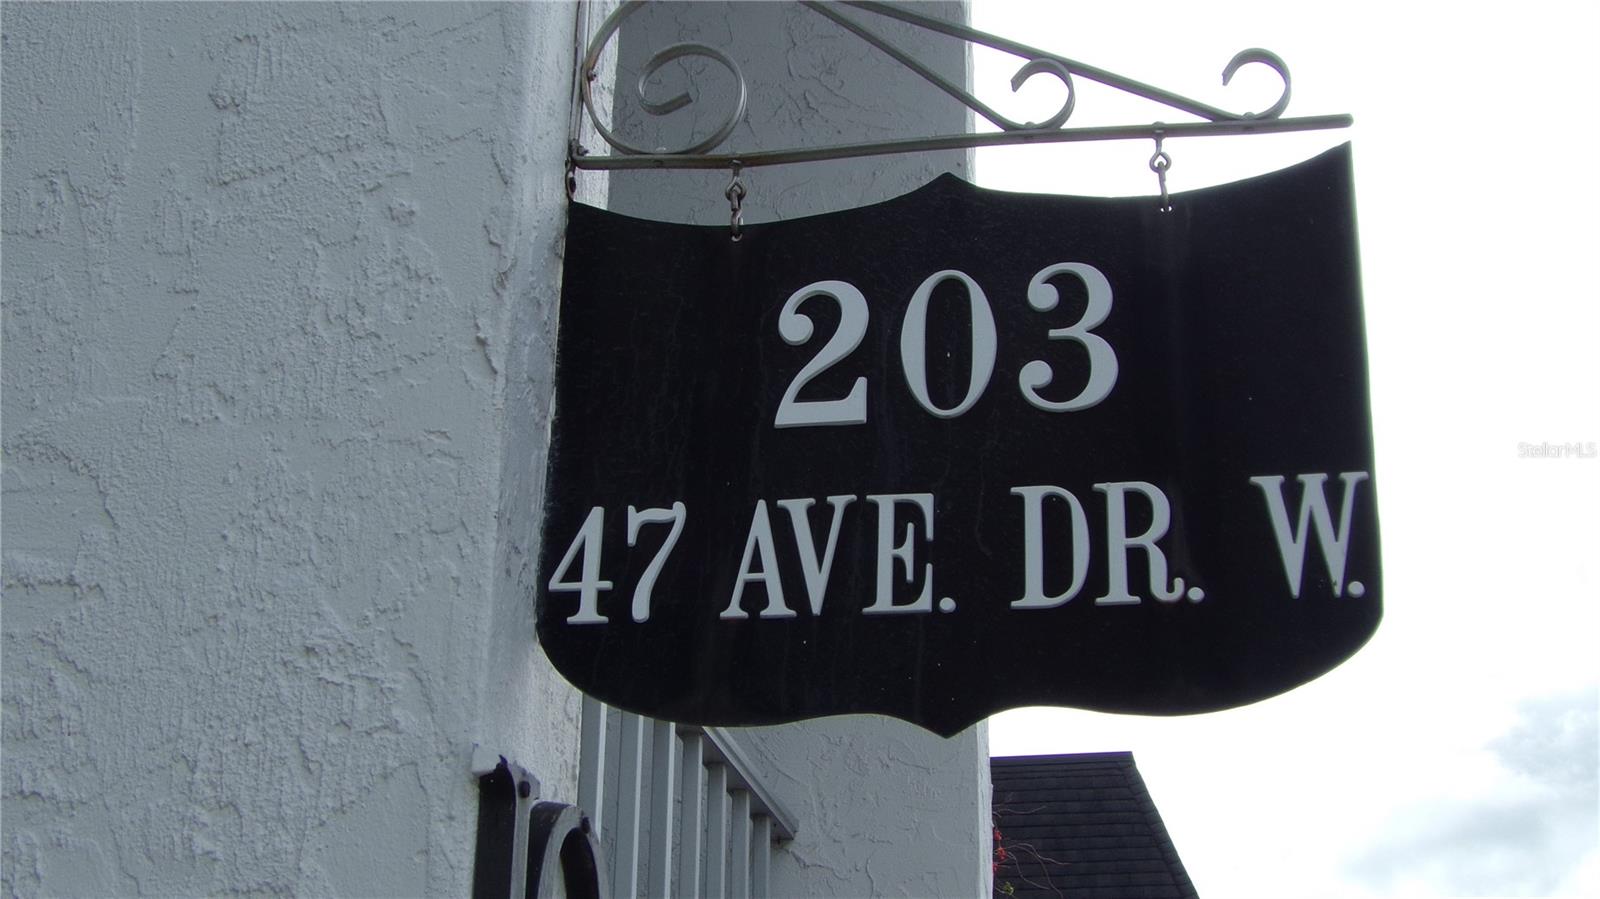 203
47 AVE. DR. W.
StellarMLS